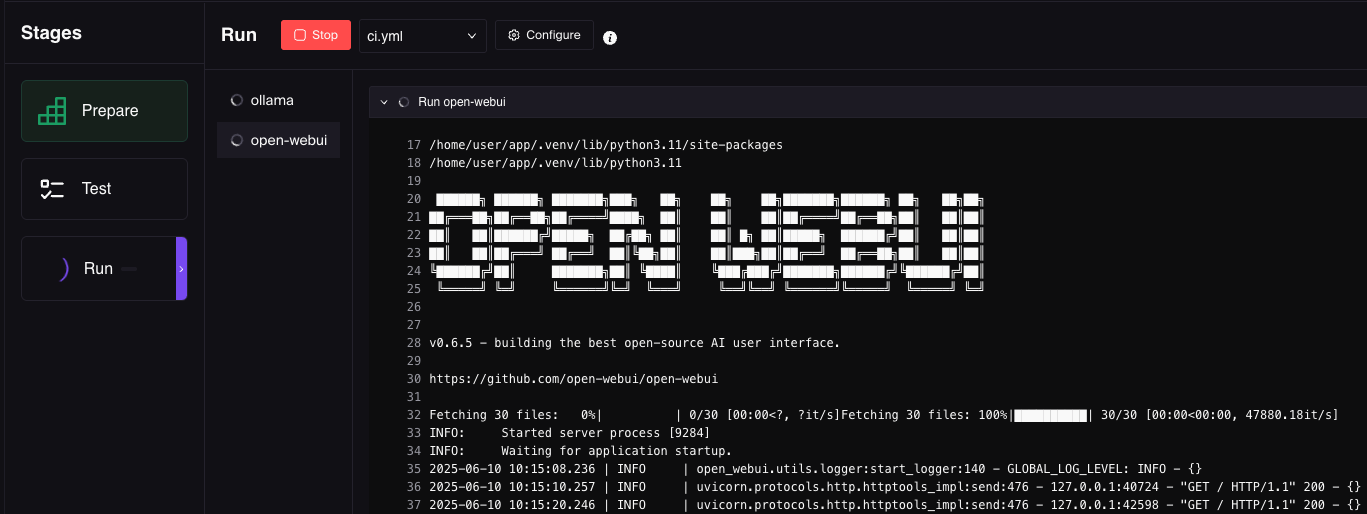 Stages
Run
Stop
ci.yml
Configure
Prepare
Test
Run
ollama
open-webui
Run open-webui
17 /home/user/app/.venv/lib/python3.11/site-packages
18 /home/user/app/.venv/lib/python3.11
19
20
21
22 OPEN WEBUI
23
24
25
26
27
28 v0.6.5 - building the best open-source AI user interface.
29
30 https://github.com/open-webui/open-webui
31
32 Fetching 30 files:   0%|          | 0/30 [00:00<?, ?it/s]Fetching 30 files: 100%|██████████| 30/30 [00:00<00:00, 47880.18it/s]
33 INFO:     Started server process [9284]
34 INFO:     Waiting for application startup.
35 2025-06-10 10:15:08.236 | INFO     | open_webui.utils.logger:start_logger:140 - GLOBAL_LOG_LEVEL: INFO - {}
36 2025-06-10 10:15:10.257 | INFO     | uvicorn.protocols.http.httptools_impl:send:476 - 127.0.0.1:40724 - "GET / HTTP/1.1" 200 - {}
37 2025-06-10 10:15:20.246 | INFO     | uvicorn.protocols.http.httptools_impl:send:476 - 127.0.0.1:42598 - "GET / HTTP/1.1" 200 - {}